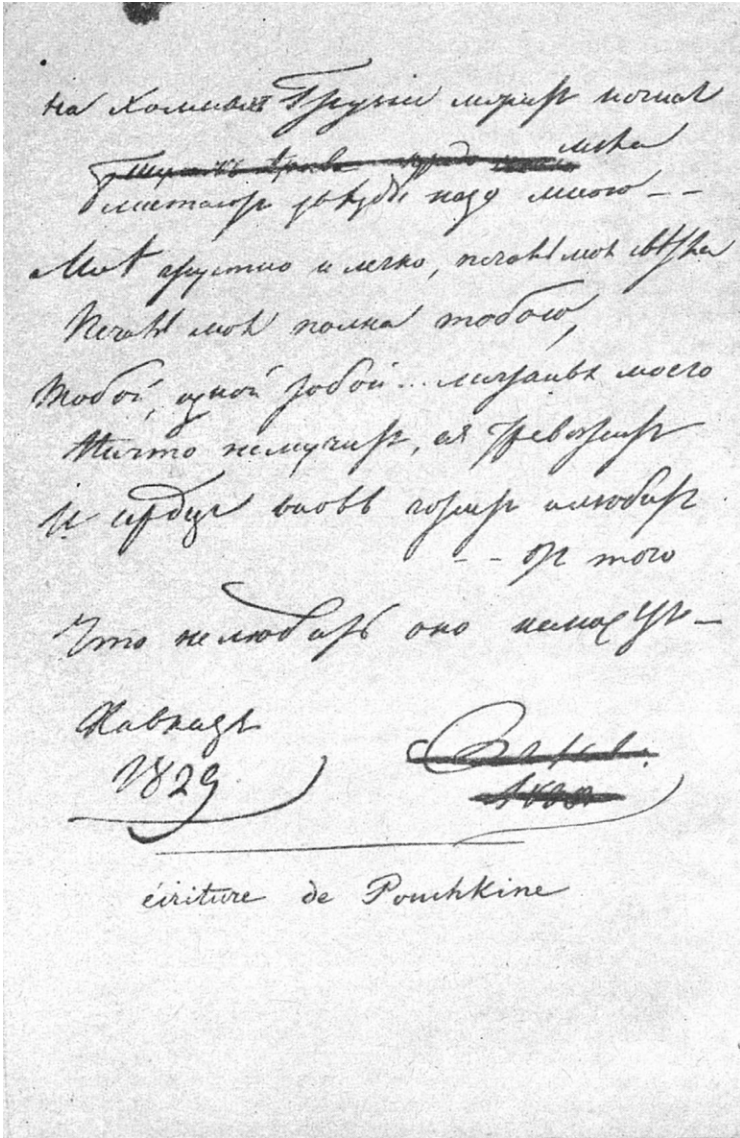 на холмахъ Грузiи лежитъ ночная
мгла
блистаютъ звѣзды надо мною--
Мнѣ грустно и легко, печаль моя свѣтла
Печаль моя полна тобою,
Тобой, одной тобой... мечтанья моего
Ничто не мучитъ, не тревожитъ
И сердце вновь горитъ и любитъ
-- отъ того
Что не любить оно не можетъ--
Кавказъ
1829
écriture de Pouchkine